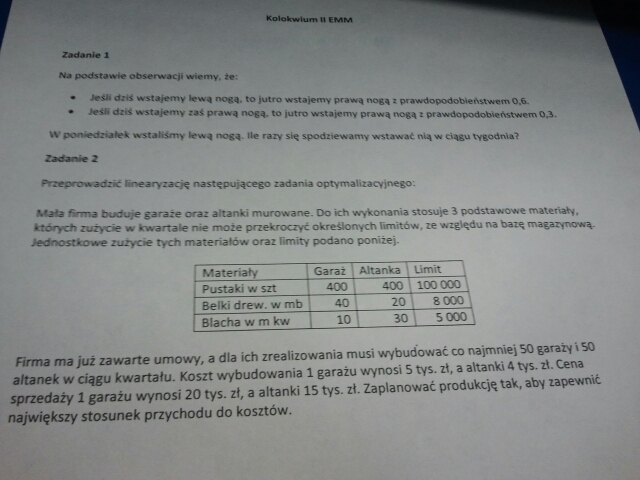 Kolokwium II EMM
Zadanie 1
Na podstawie obserwacji wiemy, że:
• Jeśli dziś wstajemy lewą nogą, to jutro wstajemy prawą nogą z prawdopodobieństwem 0,6.
• Jeśli dziś wstajemy zaś prawą nogą, to jutro wstajemy prawą nogą z prawdopodobieństwem 0,3.
W poniedziałek wstaliśmy lewą nogą. Ile razy się spodziewamy wstawać nią w ciągu tygodnia?
Zadanie 2
Przeprowadzić linearyzację następującego zadania optymalizacyjnego:
Mała firma buduje garaże oraz altanki murowane. Do ich wykonania stosuje 3 podstawowe materiały,
których zużycie w kwartale nie może przekroczyć określonych limitów, ze względu na bazę magazynową.
Jednostkowe zużycie tych materiałów oraz limity podano poniżej.
Materiały Garaż Altanka Limit
Pustaki w szt 400 400 100 000
Belki drew. w mb 40 20 8 000
Blacha w m kw 10 30 5 000
Firma ma już zawarte umowy, a dla ich zrealizowania musi wybudować co najmniej 50 garaży i 50
altanek w ciągu kwartału. Koszt wybudowania 1 garażu wynosi 5 tys. zł, a altanki 4 tys. zł. Cena
sprzedaży 1 garażu wynosi 20 tys. zł, a altanki 15 tys. zł. Zaplanować produkcję tak, aby zapewnić
największy stosunek przychodu do kosztów.